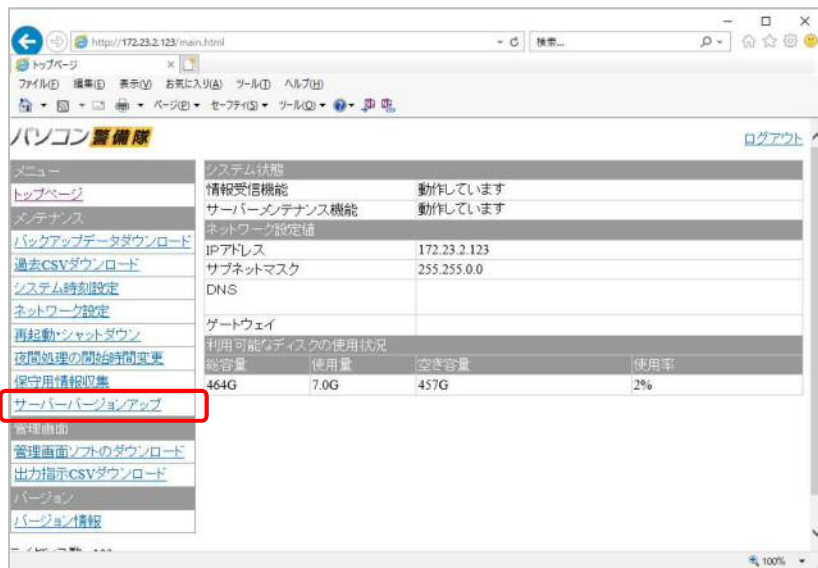 http://172.23.2.123/main.html
検索...
トップページ
ファイル(F) 編集(E) 表示(V) お気に入り(A) ツール(T) ヘルプ(H)
ページ(P) セーフティ(S) ツール(O)
パソコン警備隊
ログアウト
メニュー
トップページ
メンテナンス
バックアップデータダウンロード
過去CSVダウンロード
システム時刻設定
ネットワーク設定
再起動・シャットダウン
夜間処理の開始時間変更
保守用情報収集
サーバーバージョンアップ
管理画面
管理画面ソフトのダウンロード
出力指示CSVダウンロード
バージョン
バージョン情報
システム状態
情報受信機能 動作しています
サーバーメンテナンス機能 動作しています
ネットワーク設定値
IPアドレス 172.23.2.123
サブネットマスク 255.255.0.0
DNS
ゲートウェイ
利用可能なディスクの使用状況
総容量 使用量 空き容量 使用率
464G 7.0G 457G 2%
100%